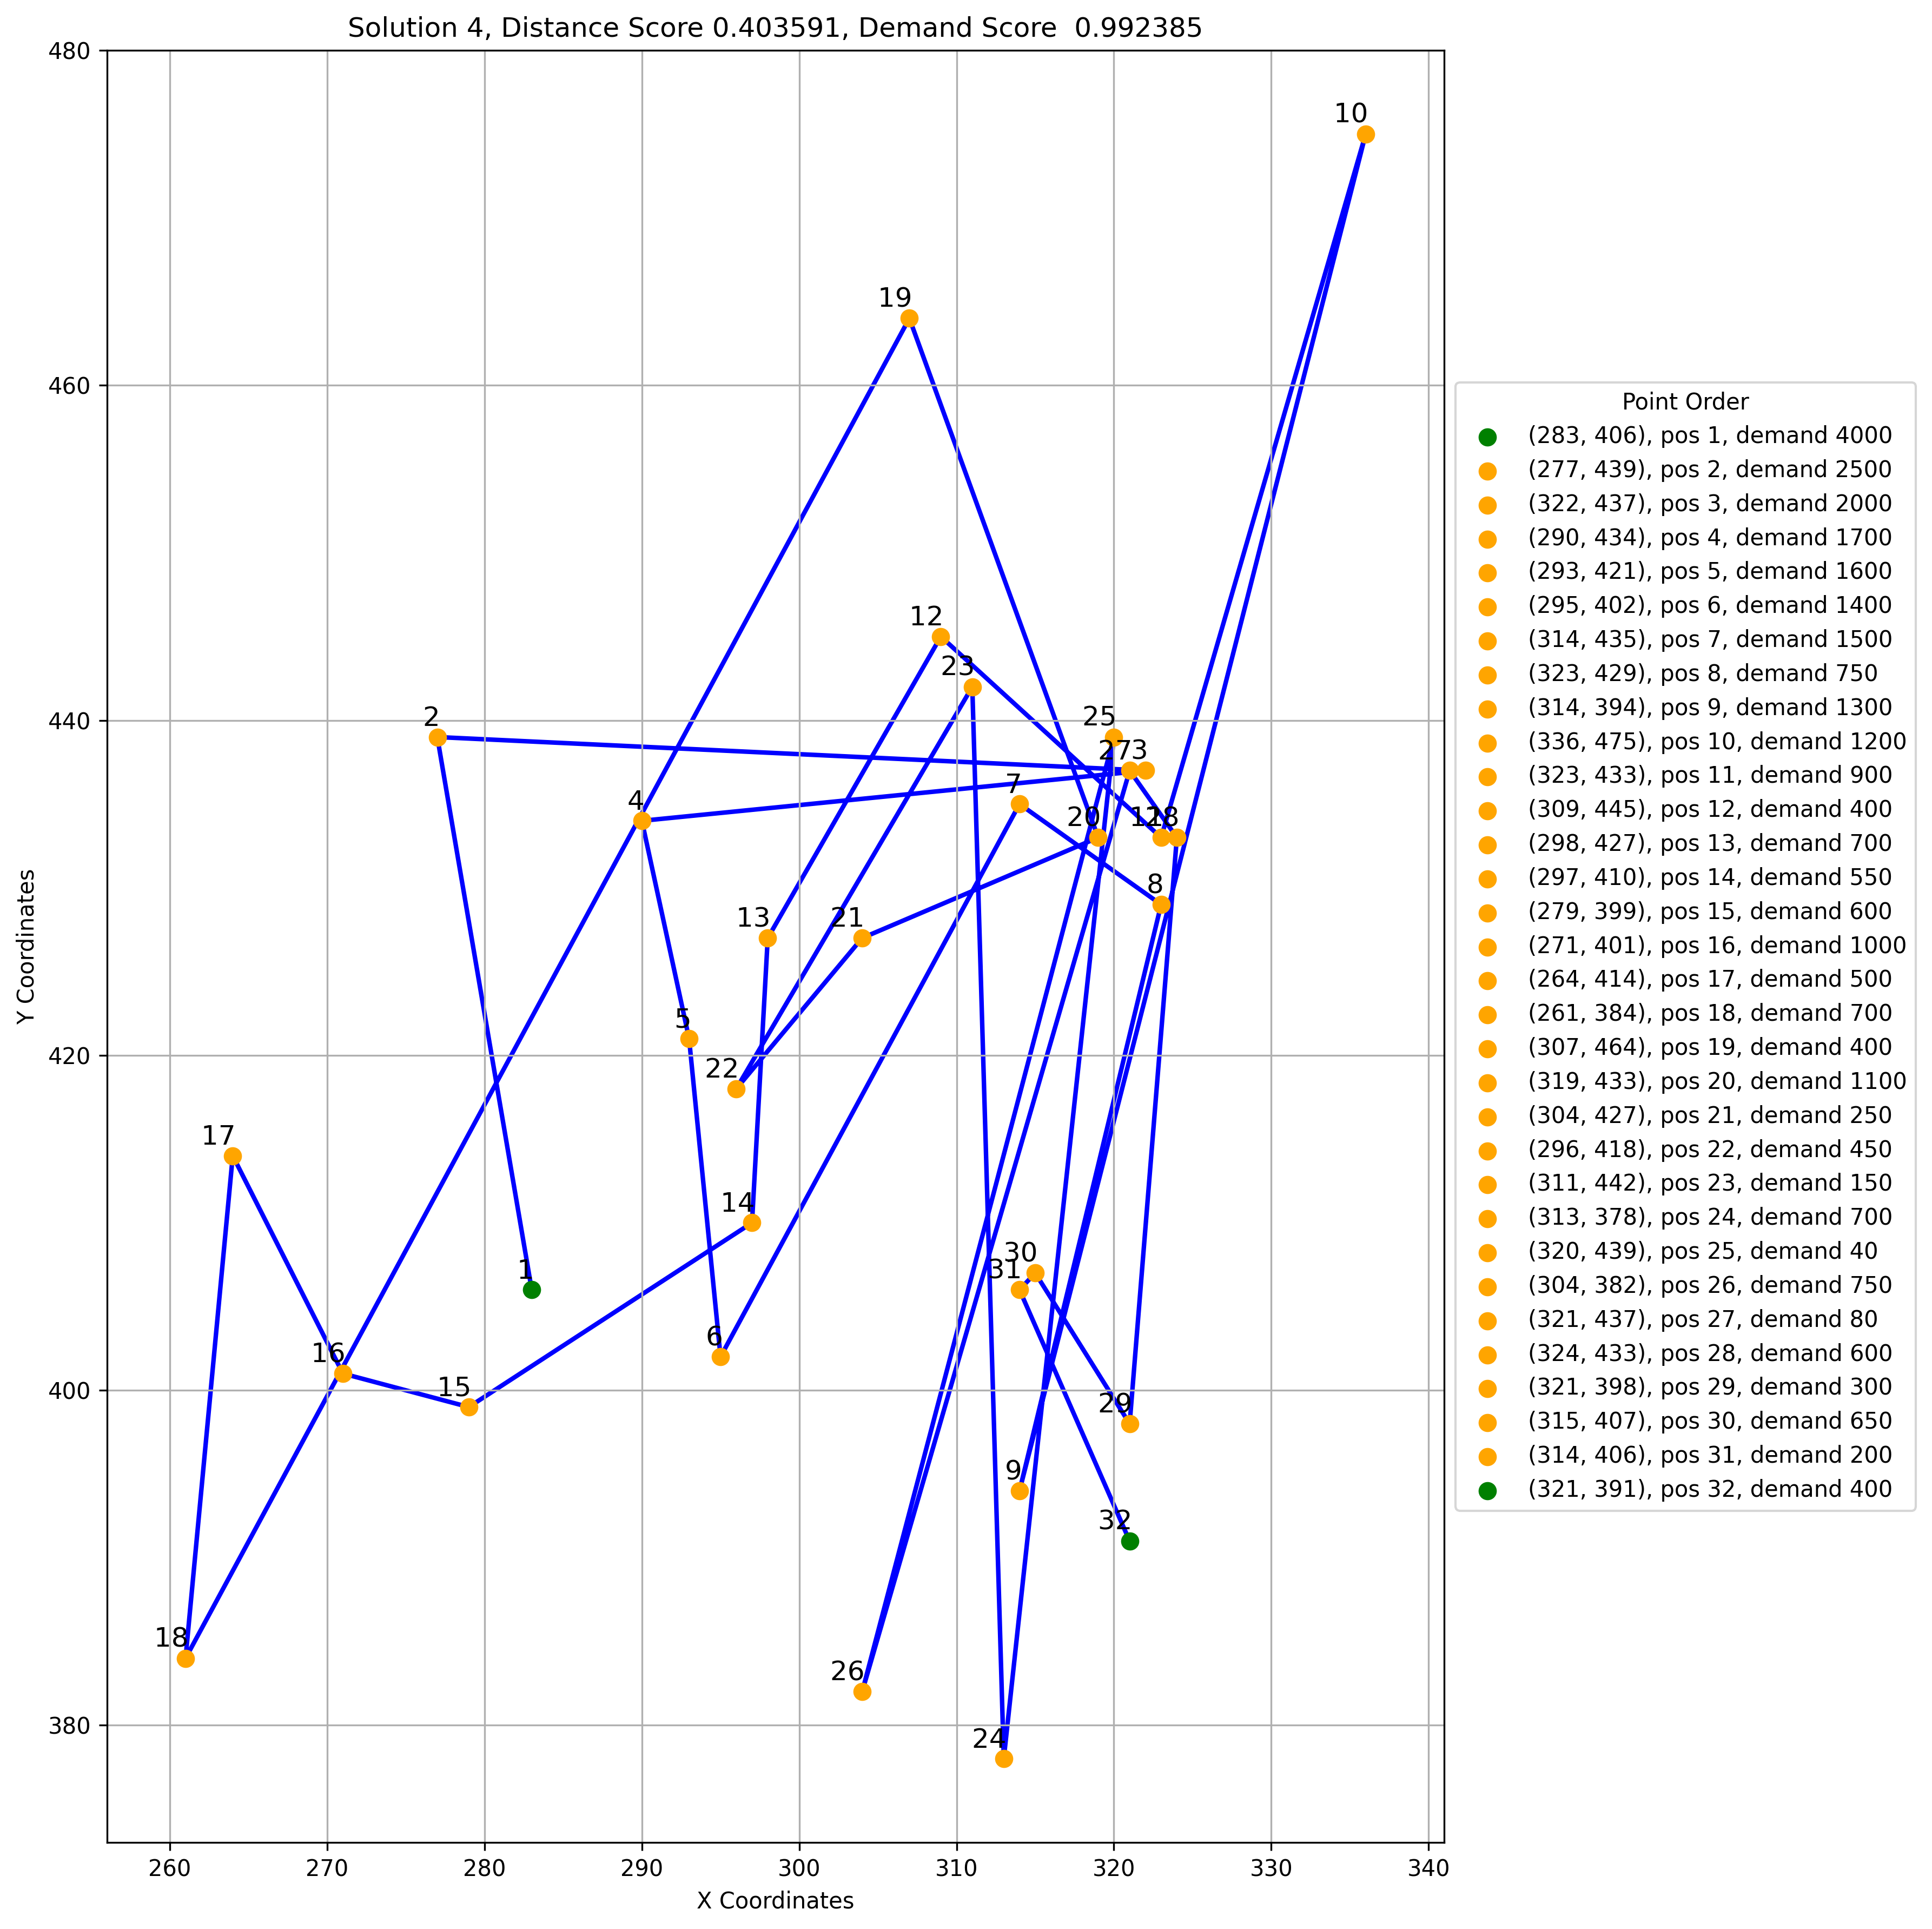 Solution 4, Distance Score 0.403591, Demand Score  0.992385
480
460
440
420
400
380
Y Coordinates
260
270
280
290
300
310
320
330
340
X Coordinates
10
19
12
23
2
25
27
3
7
4
20
11
28
8
13
21
5
22
17
14
30
31
1
6
16
15
29
9
32
18
26
24
Point Order
(283, 406), pos 1, demand 4000
(277, 439), pos 2, demand 2500
(322, 437), pos 3, demand 2000
(290, 434), pos 4, demand 1700
(293, 421), pos 5, demand 1600
(295, 402), pos 6, demand 1400
(314, 435), pos 7, demand 1500
(323, 429), pos 8, demand 750
(314, 394), pos 9, demand 1300
(336, 475), pos 10, demand 1200
(323, 433), pos 11, demand 900
(309, 445), pos 12, demand 400
(298, 427), pos 13, demand 700
(297, 410), pos 14, demand 550
(279, 399), pos 15, demand 600
(271, 401), pos 16, demand 1000
(264, 414), pos 17, demand 500
(261, 384), pos 18, demand 700
(307, 464), pos 19, demand 400
(319, 433), pos 20, demand 1100
(304, 427), pos 21, demand 250
(296, 418), pos 22, demand 450
(311, 442), pos 23, demand 150
(313, 378), pos 24, demand 700
(320, 439), pos 25, demand 40
(304, 382), pos 26, demand 750
(321, 437), pos 27, demand 80
(324, 433), pos 28, demand 600
(321, 398), pos 29, demand 300
(315, 407), pos 30, demand 650
(314, 406), pos 31, demand 200
(321, 391), pos 32, demand 400